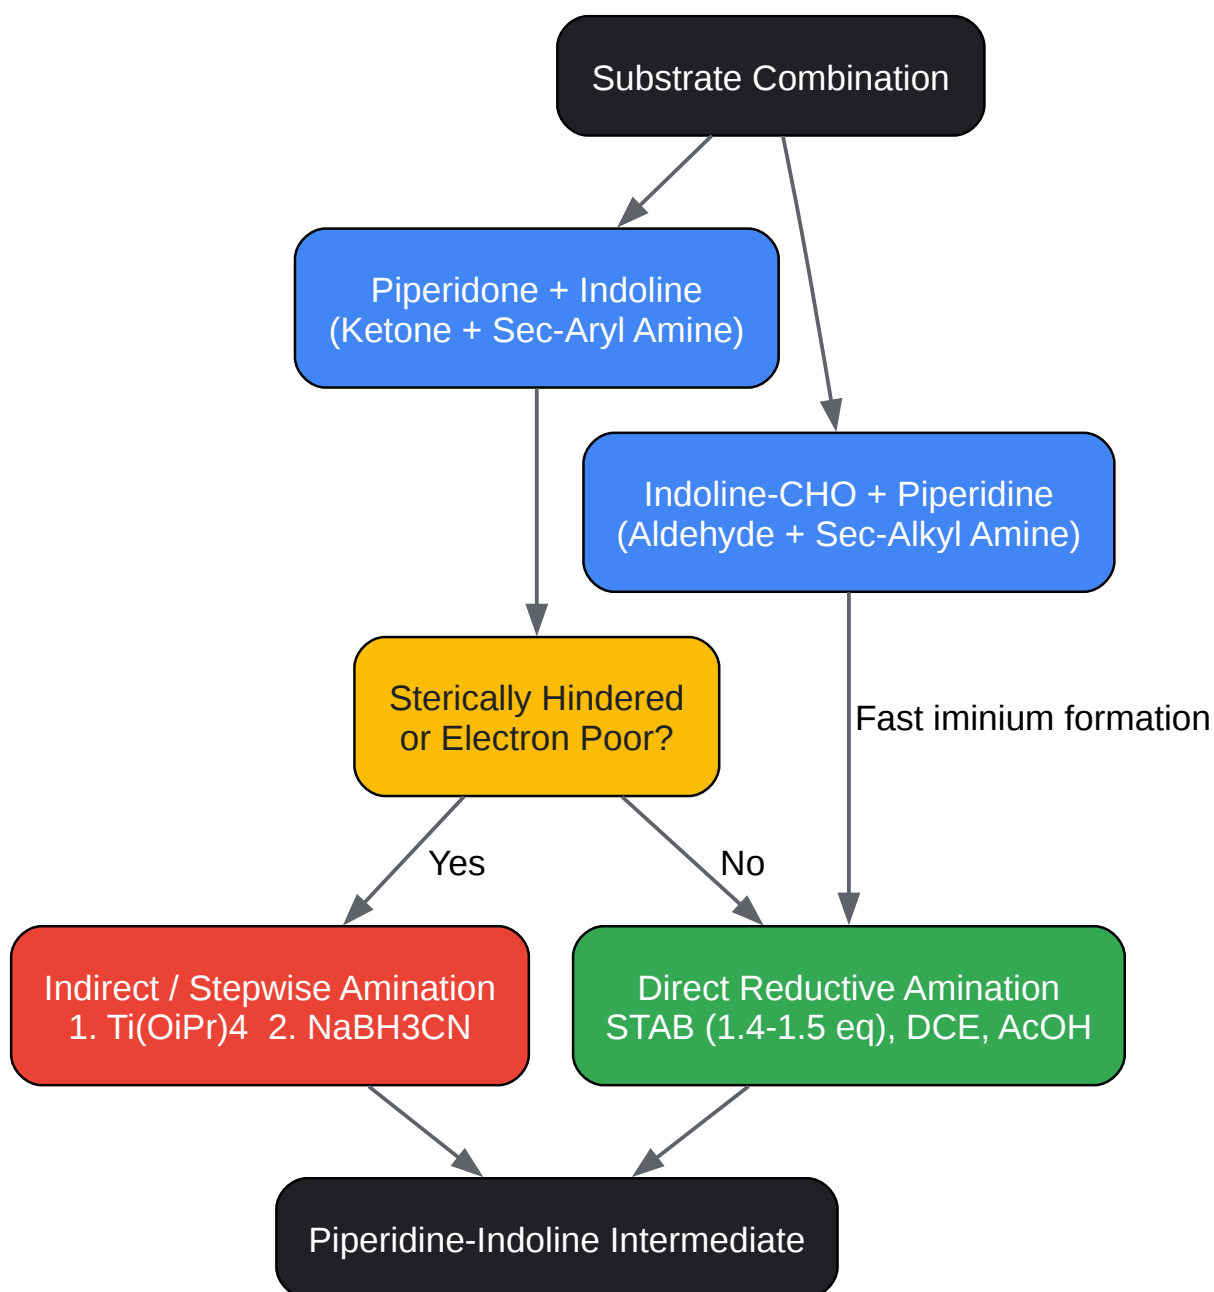 Substrate Combination
Piperidone + Indoline
(Ketone + Sec-Aryl Amine)
Indoline-CHO + Piperidine
(Aldehyde + Sec-Alkyl Amine)
Sterically Hindered
or Electron Poor?
Fast iminium formation
Yes
No
Indirect / Stepwise Amination
1. Ti(OiPr)4  2. NaBH3CN
Direct Reductive Amination
STAB (1.4-1.5 eq), DCE, AcOH
Piperidine-Indoline Intermediate